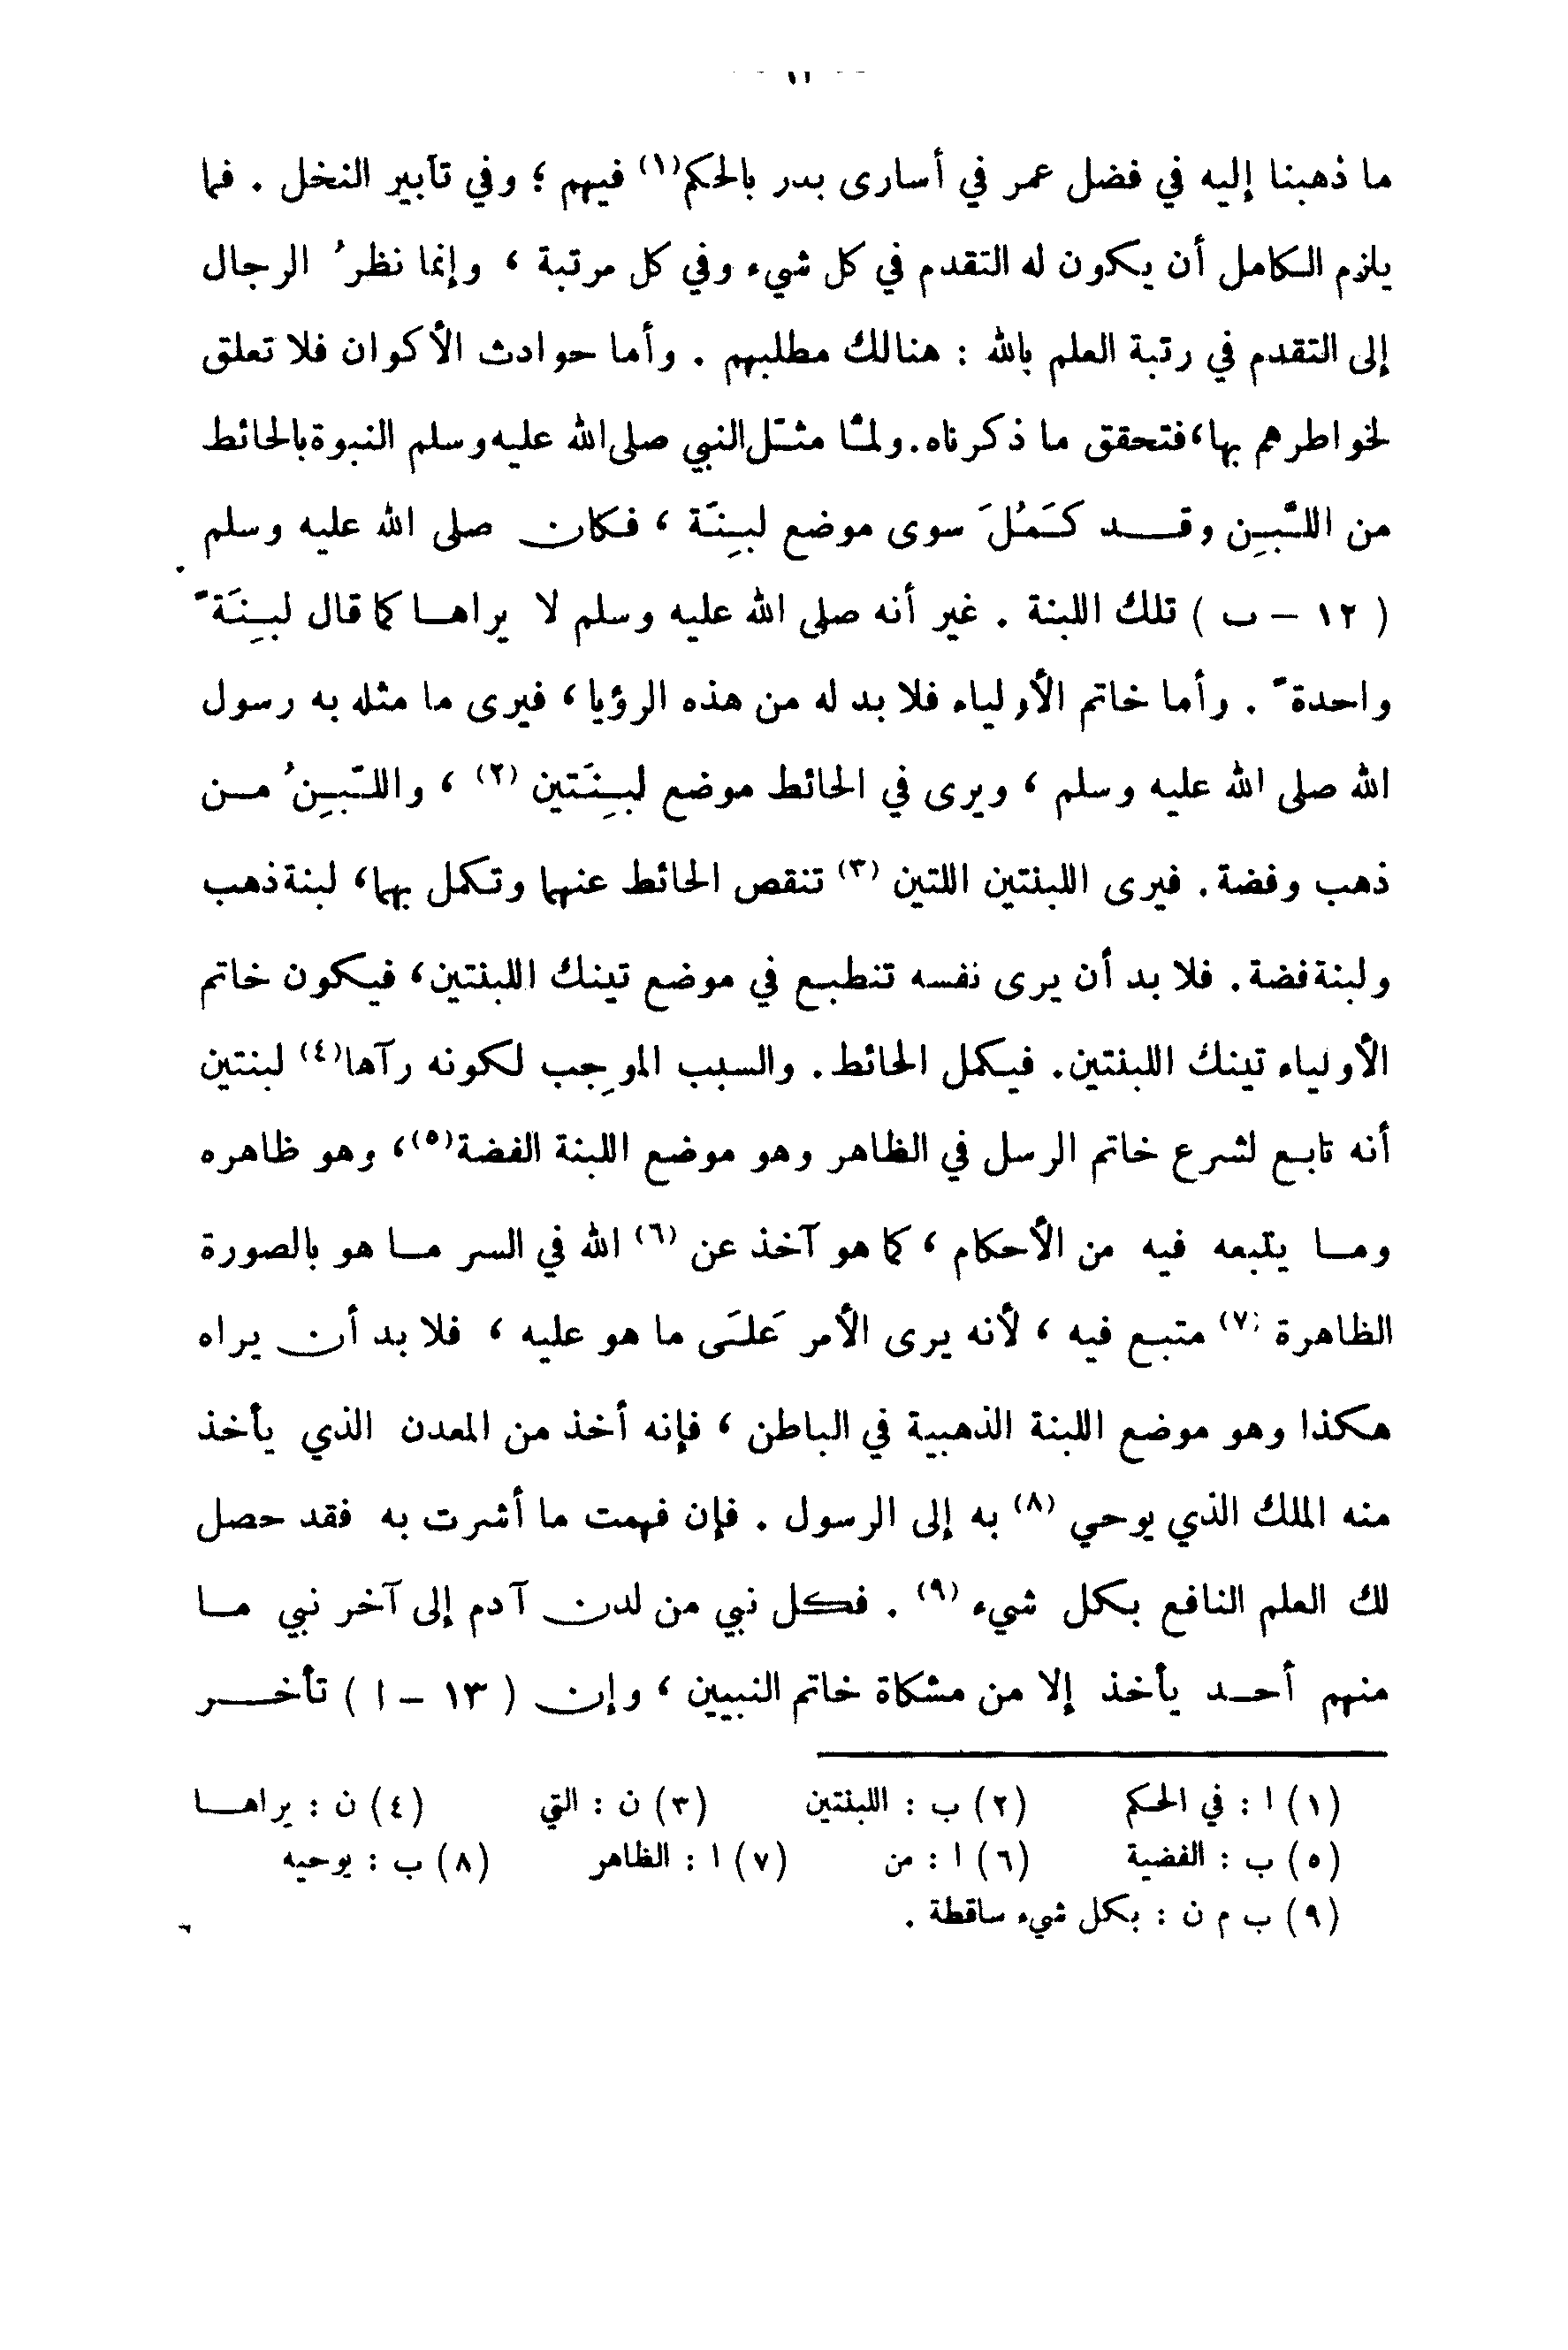 ما ذهبنا إليه في فضل عمر في أسارى بدر بالحكم(١) فيهم ؛ وفي تأبير النخل . فما
يلزم الكامل أن يكون له التقدم في كل شيء وفي كل مرتبة ، وإنما نظرُ الرجال
إلى التقدم في رتبة العلم بالله : هنالك مطلبهم . وأما حوادث الأكوان فلا تعلق
لخواطرهم بها، فتحقق ما ذكرناه. ولمّا مثّل النبي صلى الله عليه وسلم النبوة بالحائط
من اللَّبِن وقد كَمُلَ سوى موضع لبِنَة ، فكان صلى الله عليه وسلم
( ١٢ – ب ) تلك اللبنة . غير أنه صلى الله عليه وسلم لا يراها كما قال لبِنَةً
واحدةً . وأما خاتم الأولياء فلا بد له من هذه الرؤيا ، فيرى ما مثله به رسول
الله صلى الله عليه وسلم ، ويرى في الحائط موضع لبِنَتين (٢) ، واللّبِنُ من
ذهب وفضة . فيرى اللبنتين اللتين (٣) تنقص الحائط عنهما وتكمل بهما، لبنة ذهب
ولبنة فضة . فلا بد أن يرى نفسه تنطبع في موضع تينك اللبنتين ، فيكون خاتم
الأولياء تينك اللبنتين. فيكمل الحائط . والسبب الموجِب لكونه رآها(٤) لبنتين
أنه تابع لشرع خاتم الرسل في الظاهر وهو موضع اللبنة الفضة(٥)، وهو ظاهره
وما يتبعه فيه من الأحكام ، كما هو آخذ عن (٦) الله في السر ما هو بالصورة
الظاهرة (٧) متبع فيه ، لأنه يرى الأمر عَلَى ما هو عليه ، فلا بد أن يراه
هكذا وهو موضع اللبنة الذهبية في الباطن ، فإنه أخذ من المعدن الذي يأخذ
منه الملك الذي يوحي (٨) به إلى الرسول . فإن فهمت ما أشرت به فقد حصل
لك العلم النافع بكل شيء (٩) . فكل نبي من لدن آدم إلى آخر نبي ما
منهم أحد يأخذ إلا من مشكاة خاتم النبيين ، وإن ( ١٣ – ا ) تأخر
(١) ا : في الحكم (٢) ب : اللبنتين (٣) ن : التي (٤) ن : يراها
(٥) ب : الفضية (٦) ا : من (٧) ا : الظاهر (٨) ب : يوحيه
(٩) ب م ن : بكل شيء ساقطة .